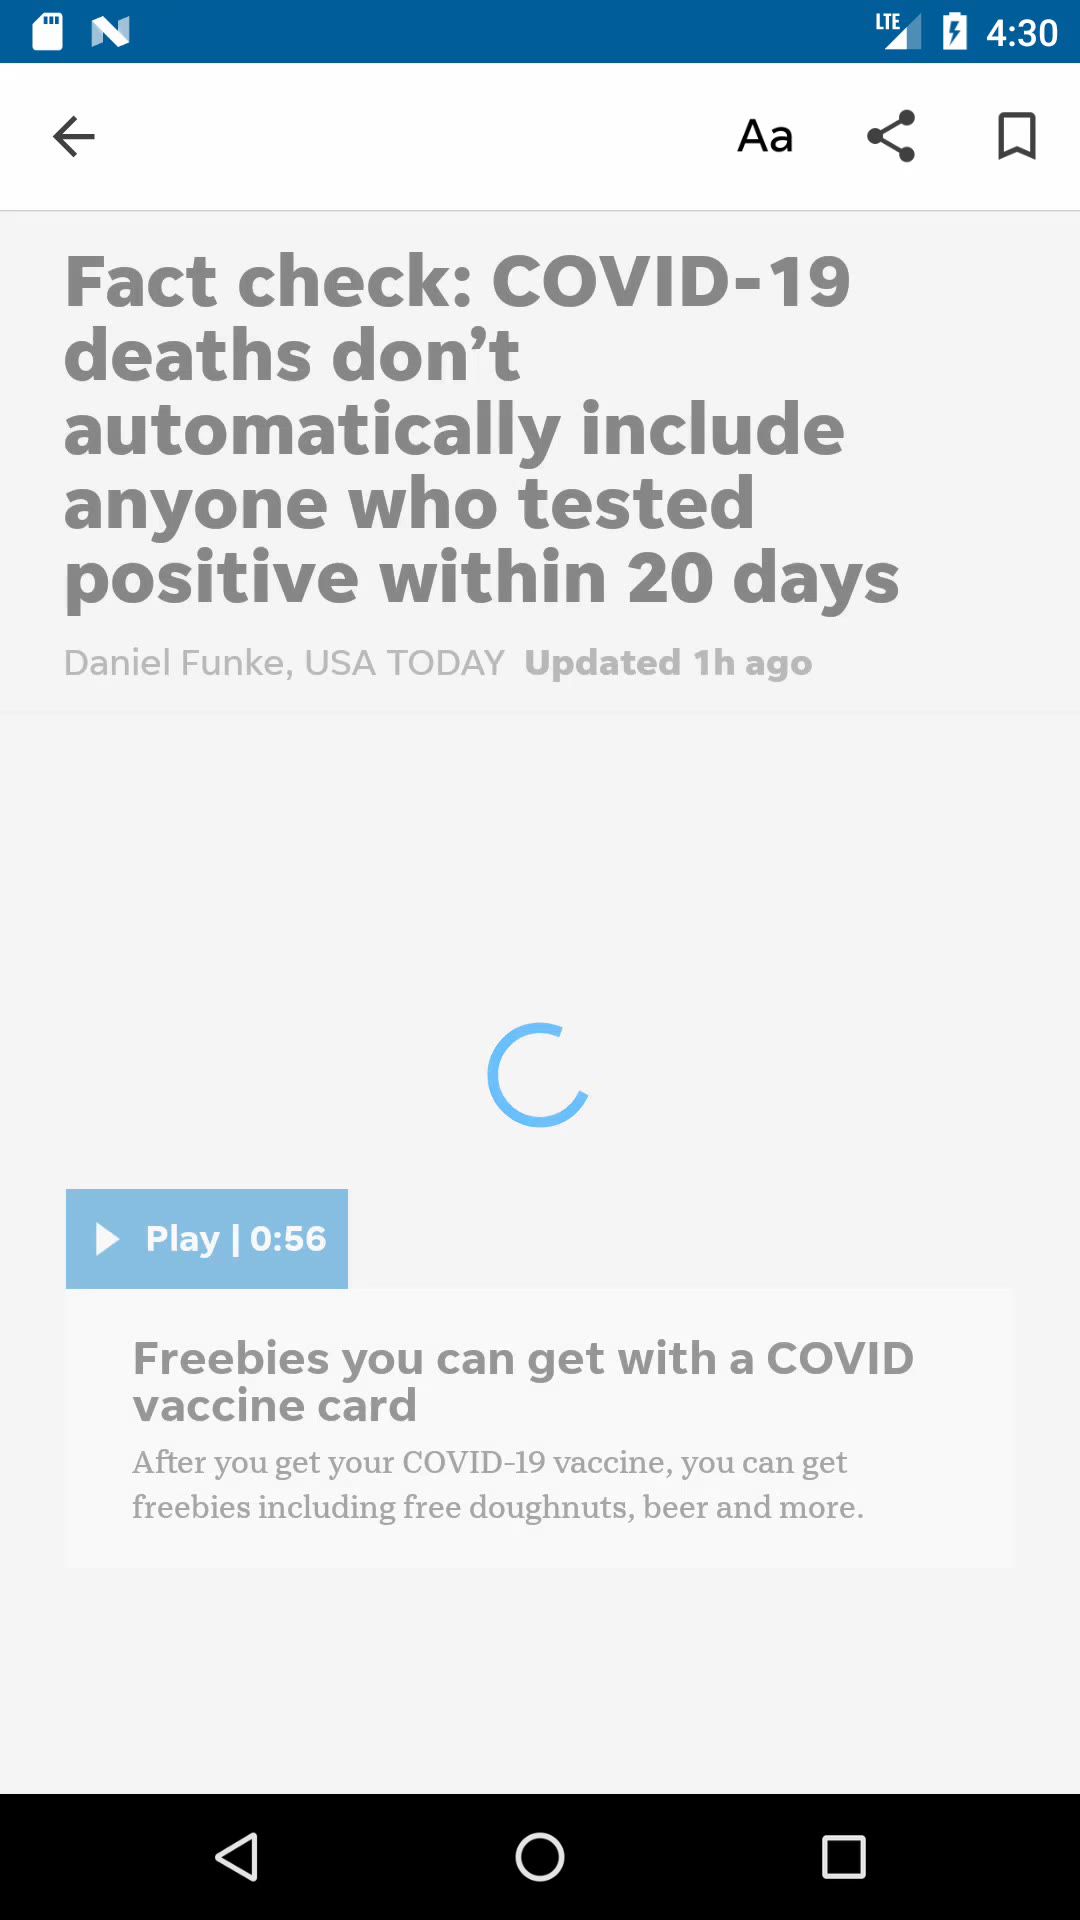 LTE 4:30
Aa
Fact check: COVID-19
deaths don’t
automatically include
anyone who tested
positive within 20 days
Daniel Funke, USA TODAY Updated 1h ago
Play | 0:56
Freebies you can get with a COVID
vaccine card
After you get your COVID-19 vaccine, you can get
freebies including free doughnuts, beer and more.